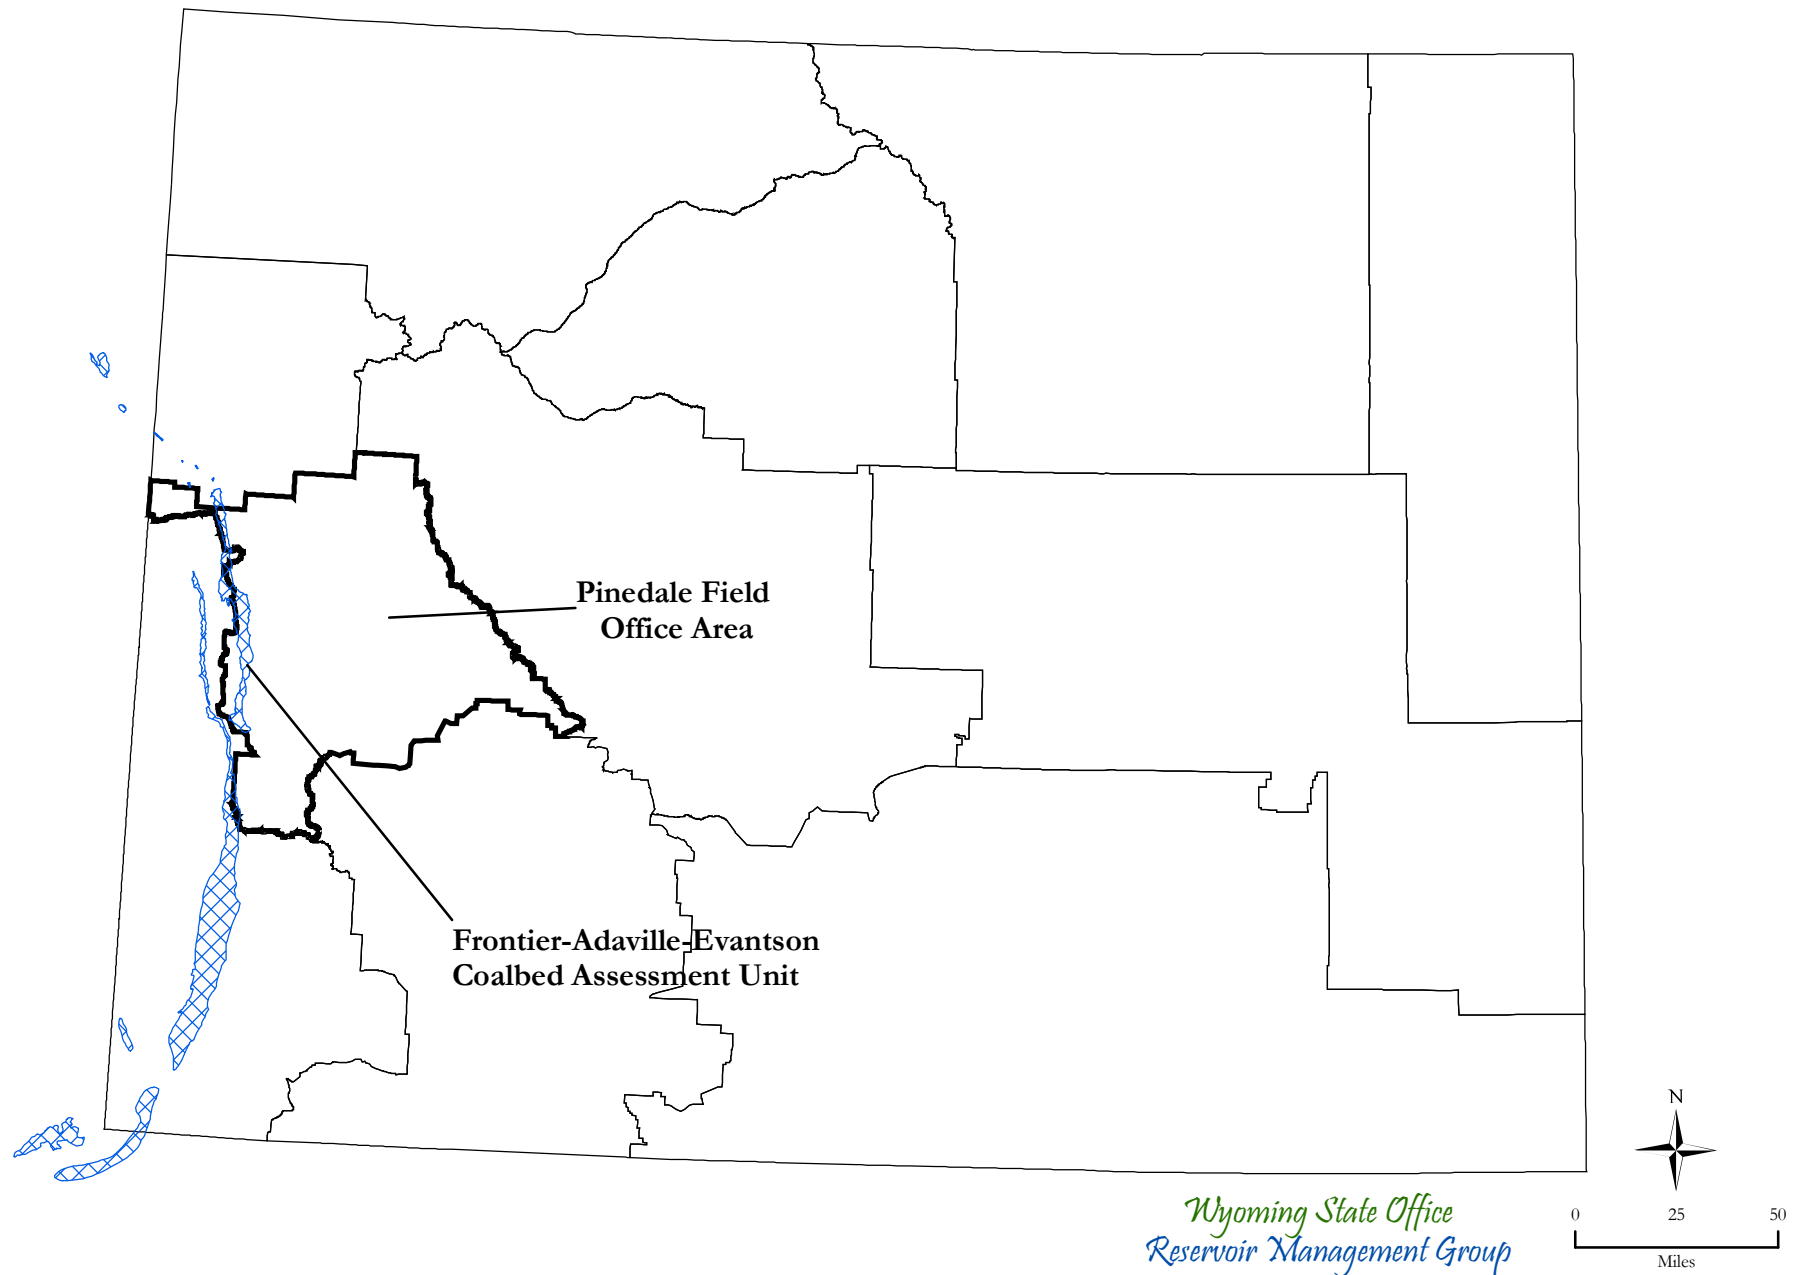 Pinedale Field
Office Area
Frontier-Adaville-Evantson
Coalbed Assessment Unit
N
Wyoming State Office
Reservoir Management Group
0 25 50
Miles